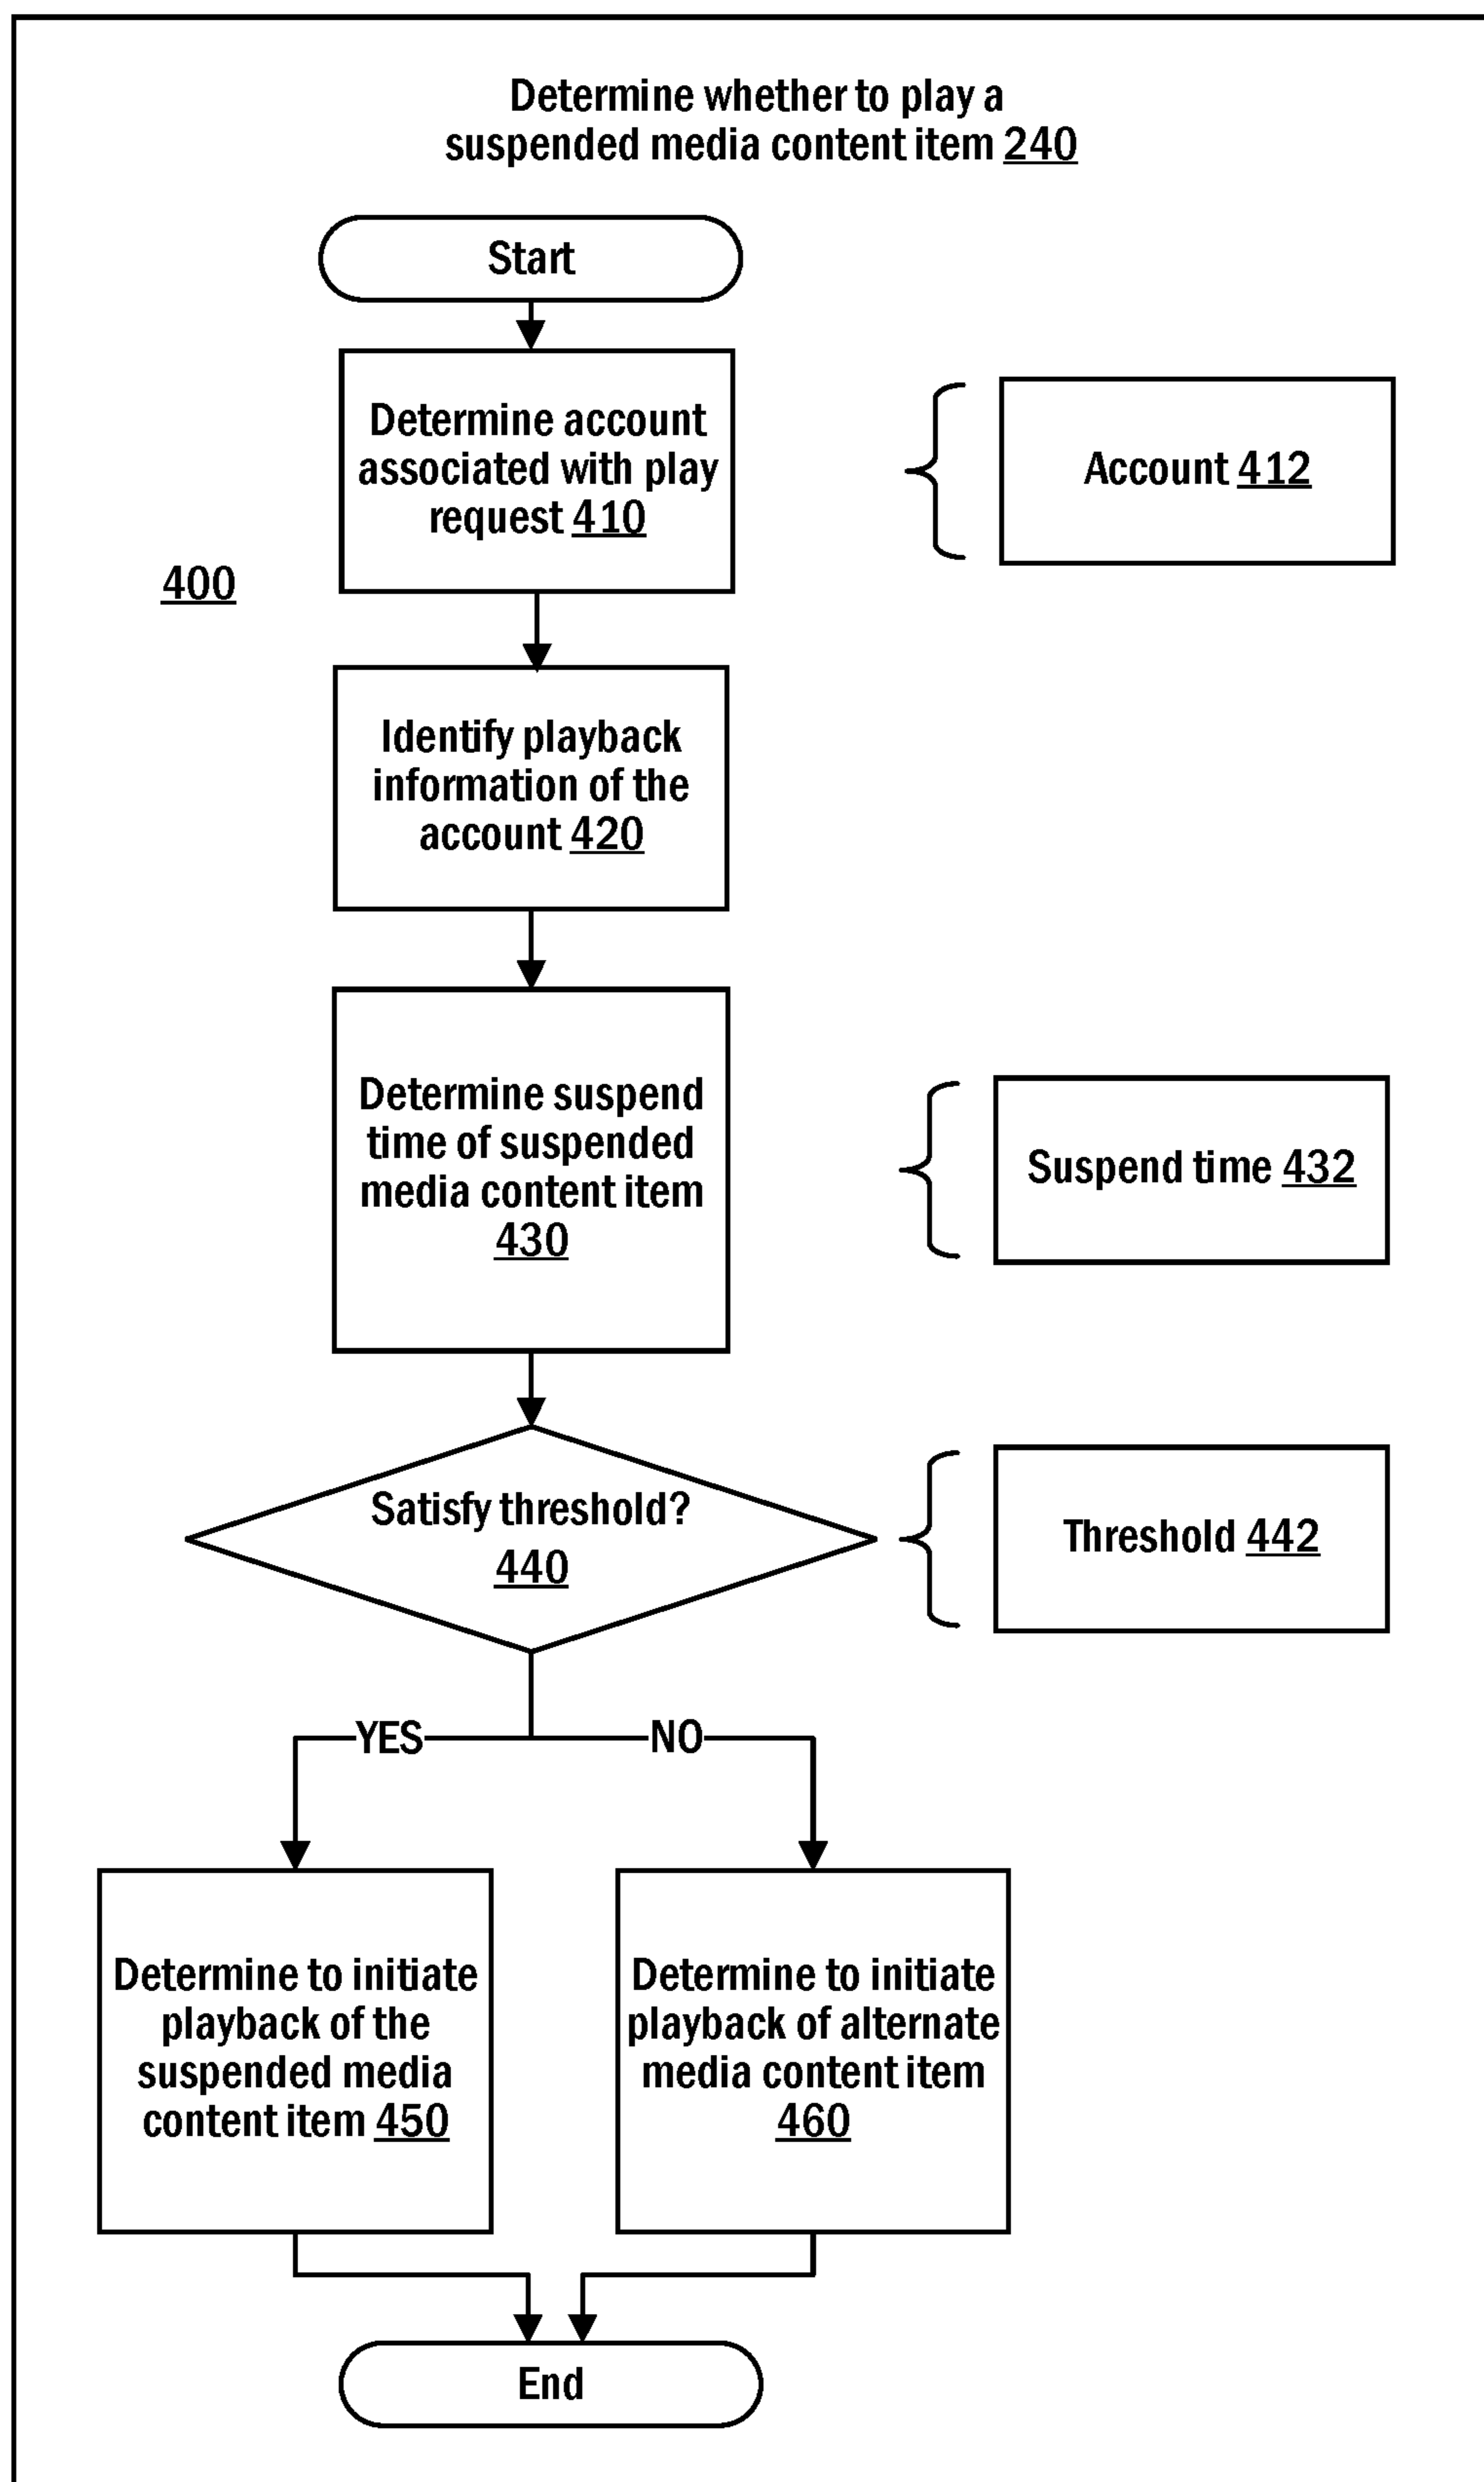 Determine whether to play a
suspended media content item 240
Start
Determine account
associated with play
request 410
Account 412
400
Identify playback
information of the
account 420
Determine suspend
time of suspended
media content item
430
Suspend time 432
Satisfy threshold?
440
Threshold 442
YES
NO
Determine to initiate
playback of the
suspended media
content item 450
Determine to initiate
playback of alternate
media content item
460
End